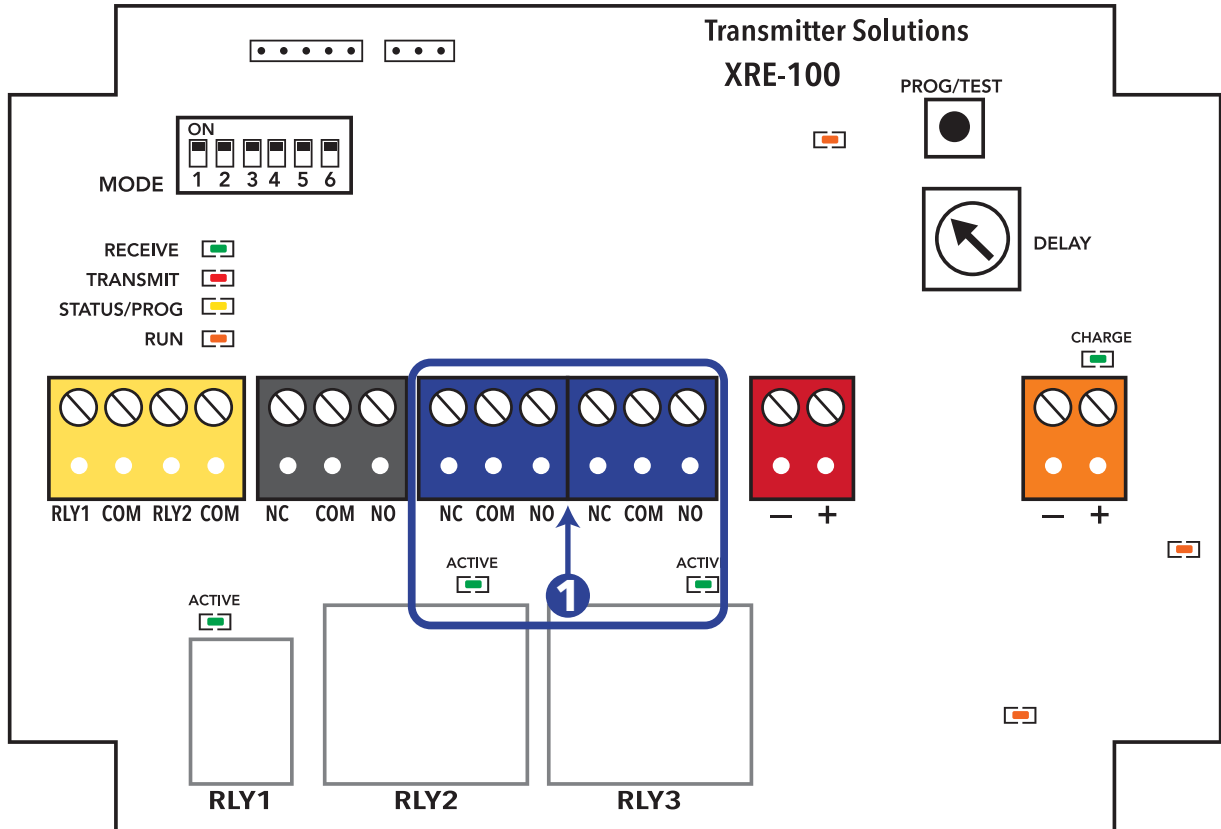 Transmitter Solutions
XRE-100
PROG/TEST
ON
1 2 3 4 5 6
MODE
DELAY
RECEIVE
TRANSMIT
STATUS/PROG
RUN
CHARGE
RLY1 COM RLY2 COM
NC COM NO
NC COM NO
NC COM NO
— +
— +
ACTIVE
ACTIV
1
ACTIVE
RLY1
RLY2
RLY3